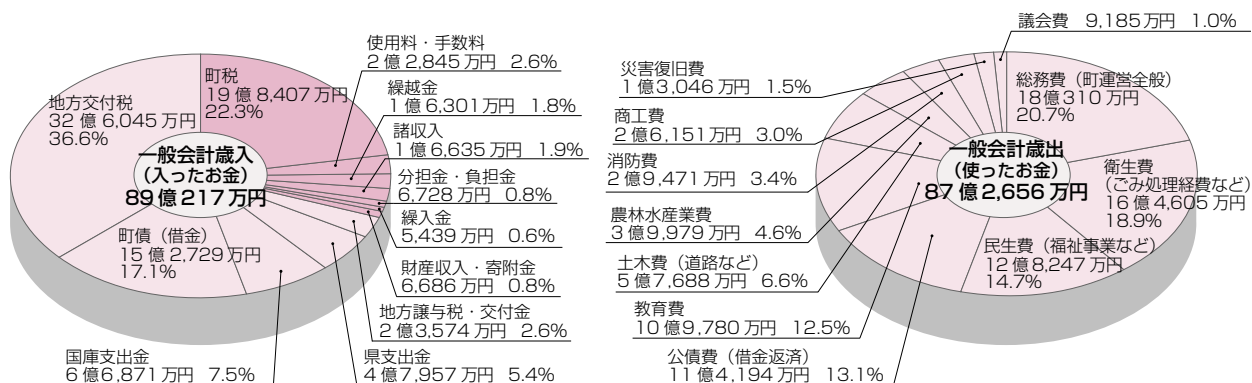 町税
19億8,407万円
22.3%
使用料・手数料
2億2,845万円 2.6%
繰越金
1億6,301万円 1.8%
諸収入
1億6,635万円 1.9%
分担金・負担金
6,728万円 0.8%
繰入金
5,439万円 0.6%
財産収入・寄附金
6,686万円 0.8%
地方譲与税・交付金
2億3,574万円 2.6%
県支出金
4億7,957万円 5.4%
国庫支出金
6億6,871万円 7.5%
町債（借金）
15億2,729万円
17.1%
地方交付税
32億6,045万円
36.6%
一般会計歳入
（入ったお金）
89億217万円
議会費 9,185万円 1.0%
総務費（町運営全般）
18億310万円
20.7%
衛生費
（ごみ処理経費など）
16億4,605万円
18.9%
民生費（福祉事業など）
12億8,247万円
14.7%
公債費（借金返済）
11億4,194万円 13.1%
教育費
10億9,780万円 12.5%
土木費（道路など）
5億7,688万円 6.6%
農林水産業費
3億9,979万円 4.6%
消防費
2億9,471万円 3.4%
商工費
2億6,151万円 3.0%
災害復旧費
1億3,046万円 1.5%
一般会計歳出
（使ったお金）
87億2,656万円